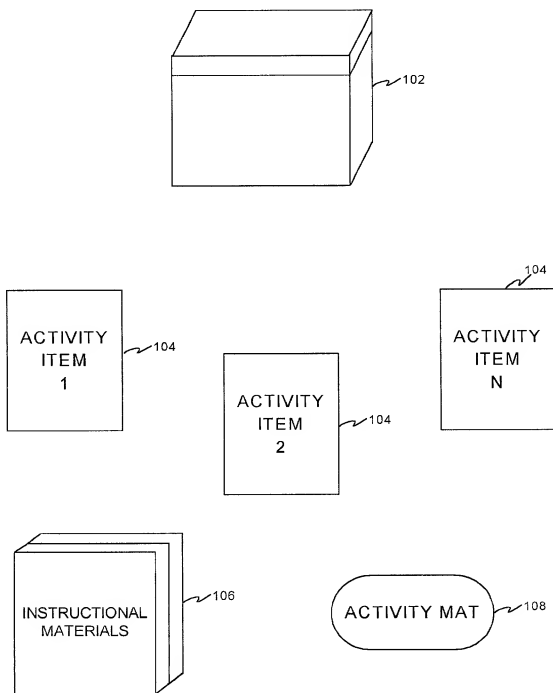 102
104
ACTIVITY
ITEM
1
104
ACTIVITY
ITEM
2
104
ACTIVITY
ITEM
N
INSTRUCTIONAL
MATERIALS
106
ACTIVITY MAT
108